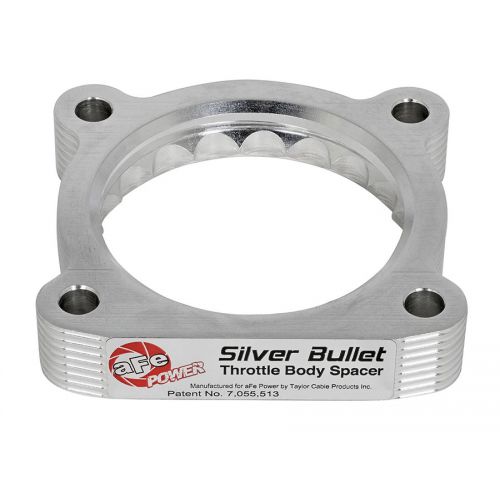 aFe
POWER
Silver Bullet
Throttle Body Spacer
Manufactured for aFe Power by Taylor Cable Products Inc.
Patent No. 7,055,513